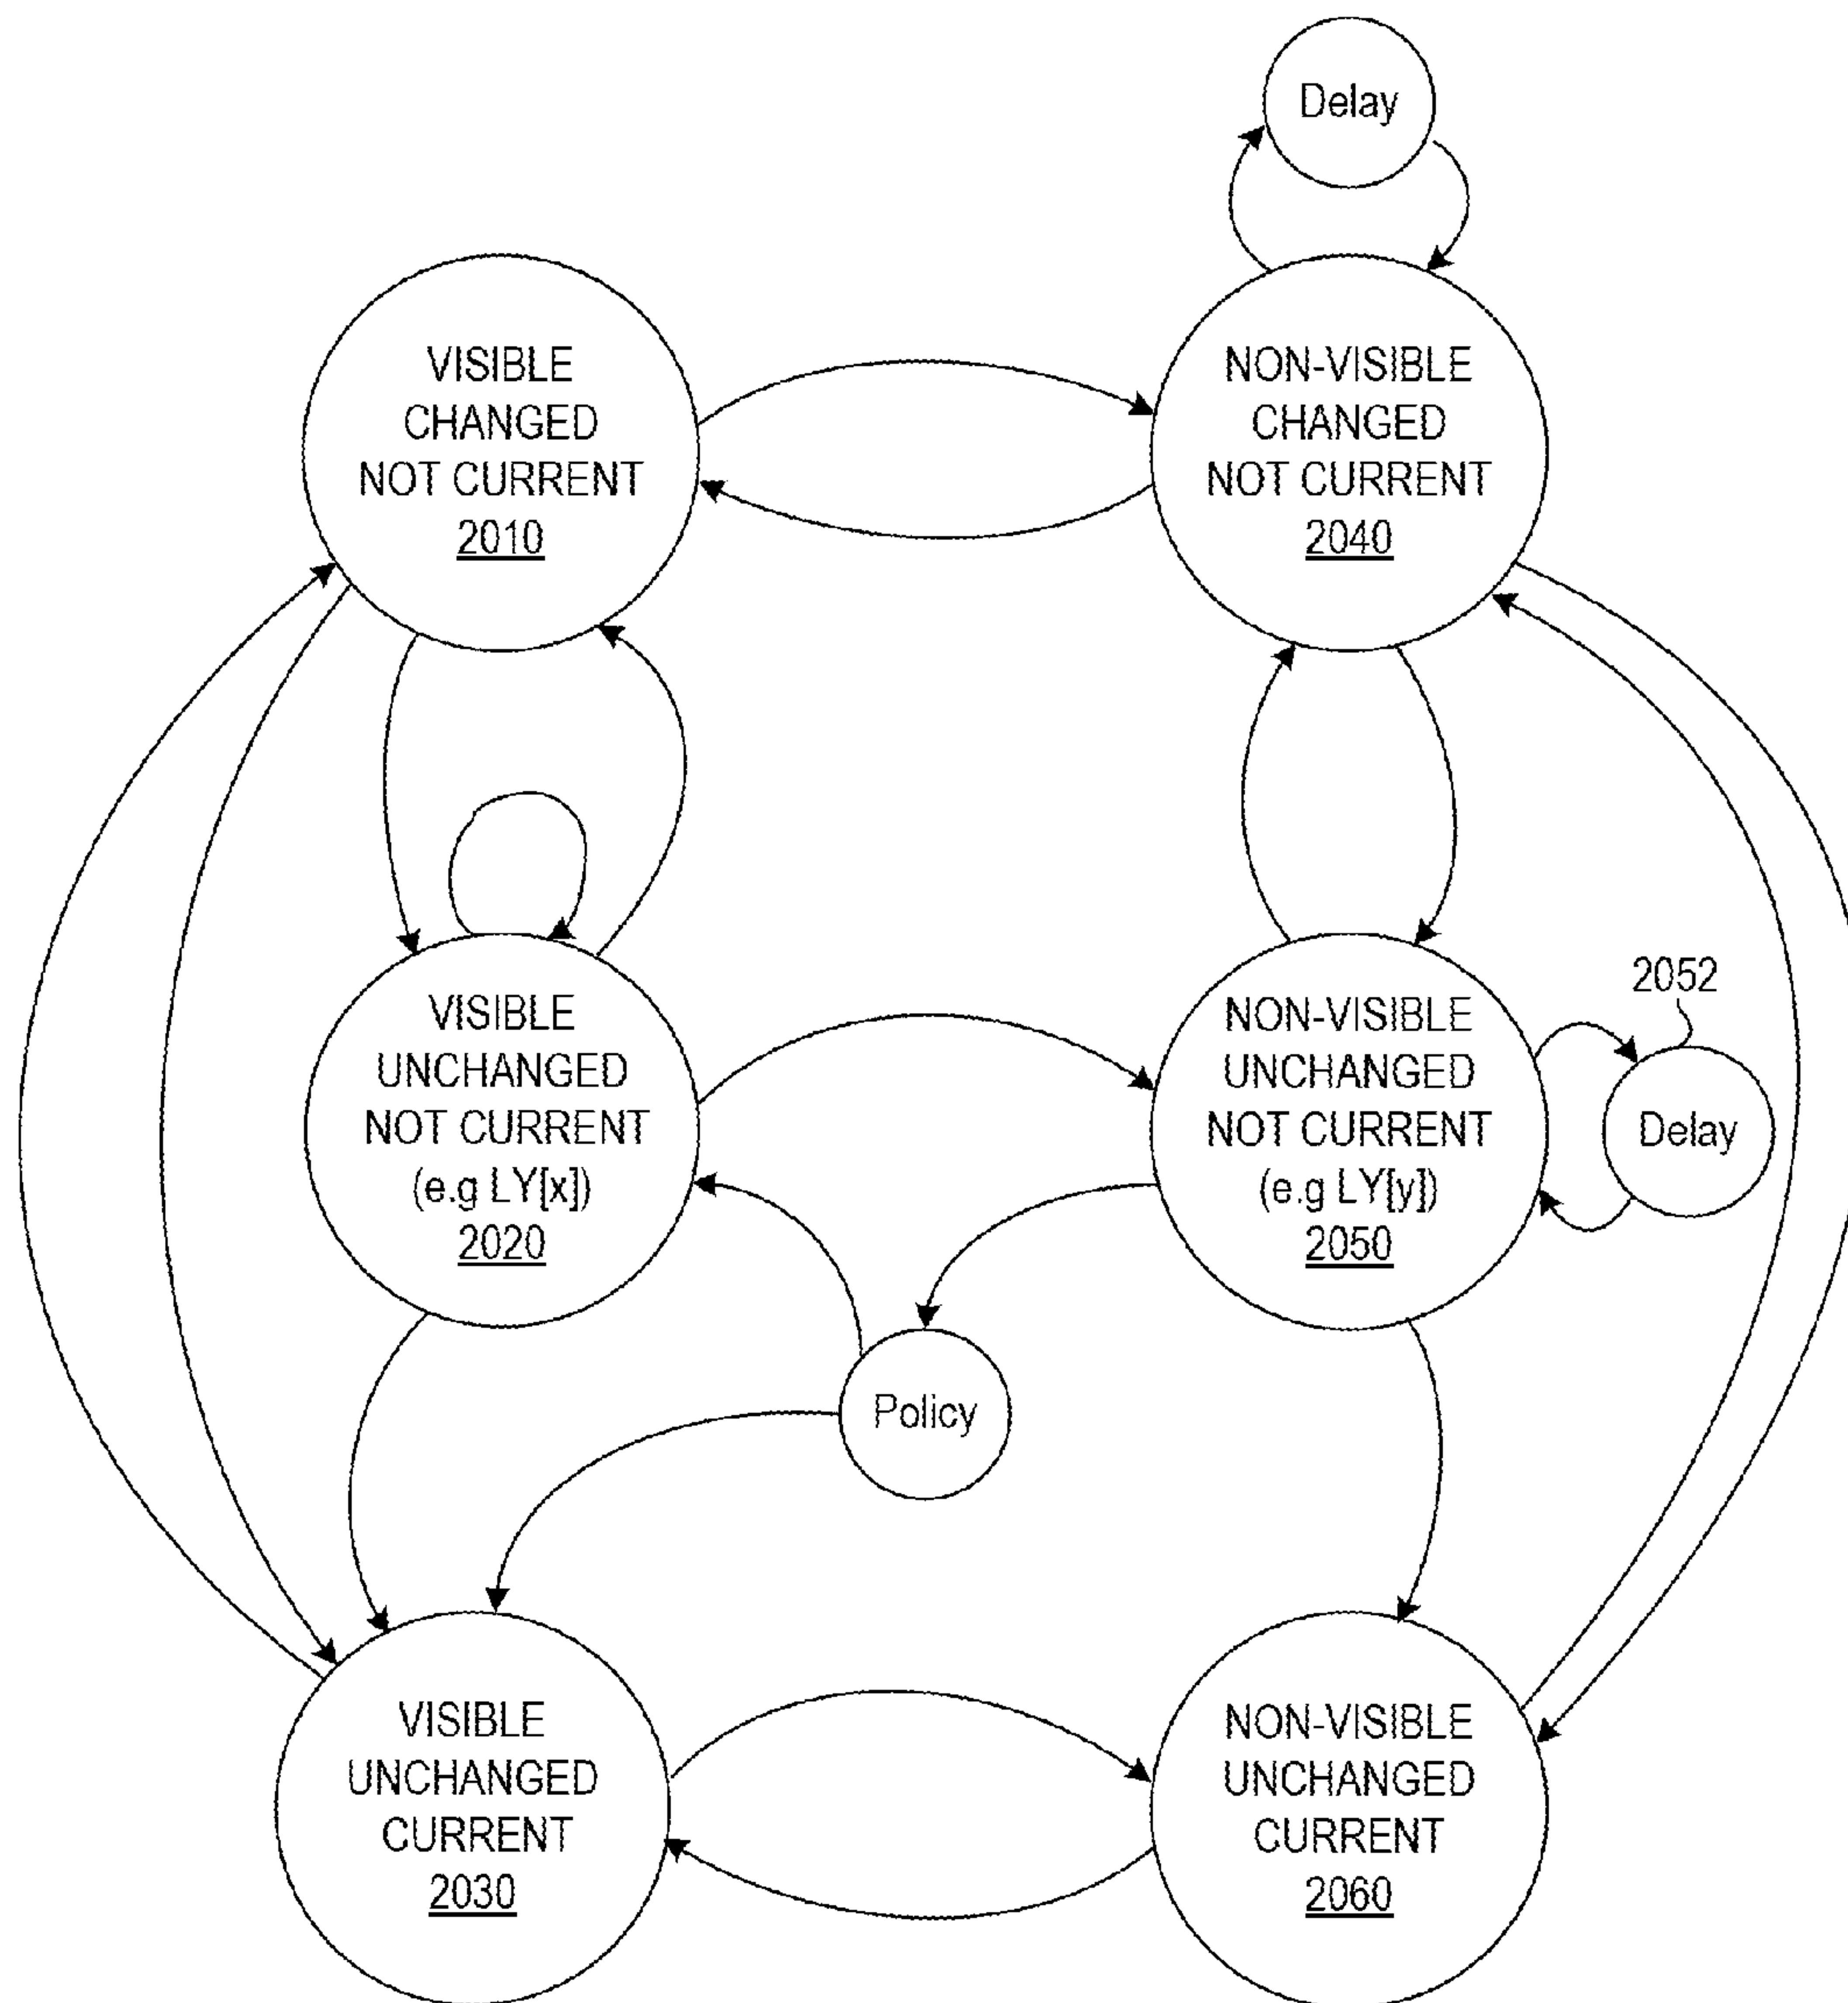 Delay
VISIBLE
CHANGED
NOT CURRENT
2010
NON-VISIBLE
CHANGED
NOT CURRENT
2040
VISIBLE
UNCHANGED
NOT CURRENT
(e.g LY[x])
2020
NON-VISIBLE
UNCHANGED
NOT CURRENT
(e.g LY[y])
2050
2052
Delay
Policy
VISIBLE
UNCHANGED
CURRENT
2030
NON-VISIBLE
UNCHANGED
CURRENT
2060